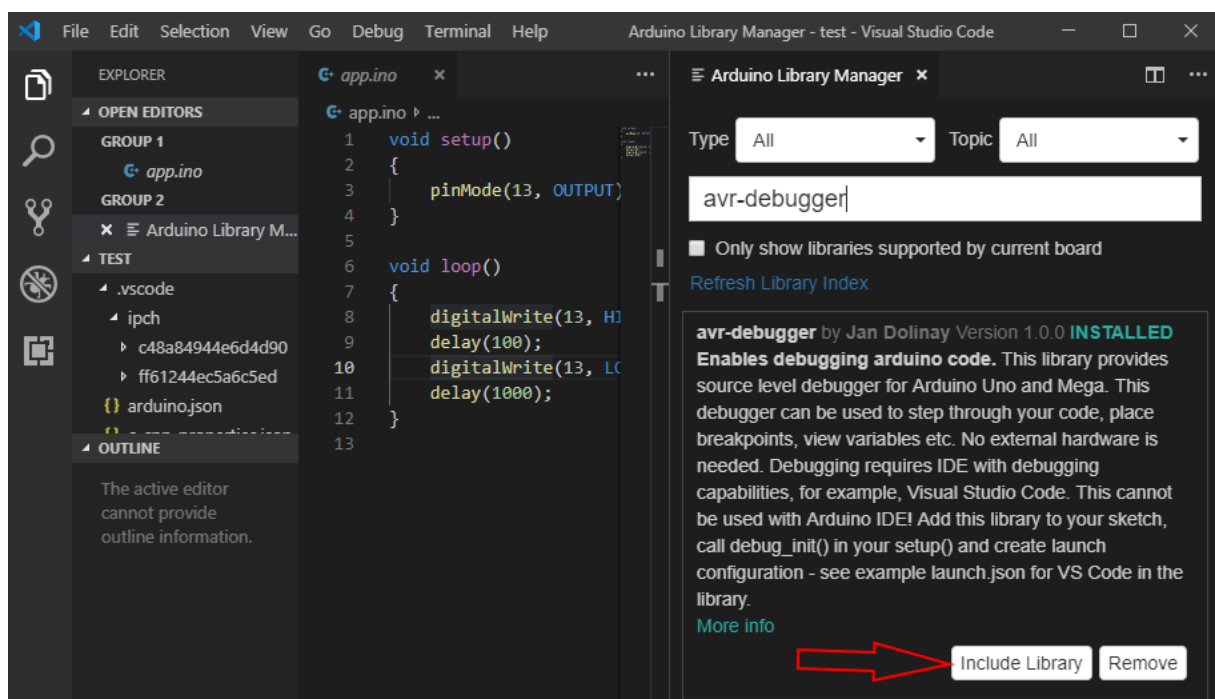 File Edit Selection View Go Debug Terminal Help Arduino Library Manager - test - Visual Studio Code
EXPLORER
OPEN EDITORS
GROUP 1
app.ino
GROUP 2
Arduino Library M...
TEST
.vscode
ipch
c48a84944e6d4d90
ff61244ec5a6c5ed
{} arduino.json
OUTLINE
The active editor
cannot provide
outline information.
app.ino
app.ino ...
1 void setup()
2 {
3 pinMode(13, OUTPUT)
4 }
5
6 void loop()
7 {
8 digitalWrite(13, HI
9 delay(100);
10 digitalWrite(13, LO
11 delay(1000);
12 }
13
Arduino Library Manager
Type All Topic All
avr-debugger
Only show libraries supported by current board
Refresh Library Index
avr-debugger by Jan Dolinay Version 1.0.0 INSTALLED
Enables debugging arduino code. This library provides
source level debugger for Arduino Uno and Mega. This
debugger can be used to step through your code, place
breakpoints, view variables etc. No external hardware is
needed. Debugging requires IDE with debugging
capabilities, for example, Visual Studio Code. This cannot
be used with Arduino IDE! Add this library to your sketch,
call debug_init() in your setup() and create launch
configuration - see example launch.json for VS Code in the
library.
More info
Include Library Remove